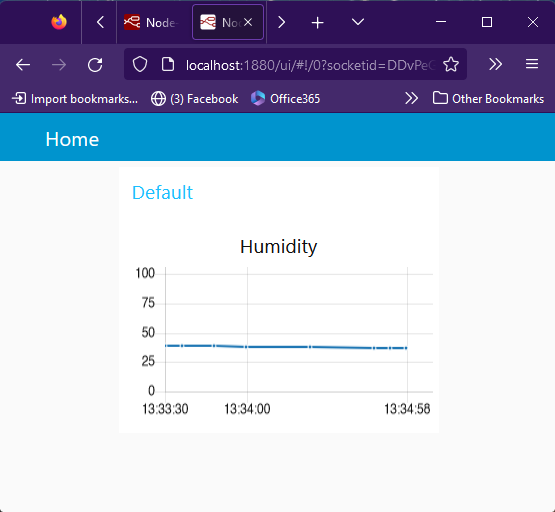 Node-
No
localhost:1880/ui/#!/0?socketid=DDvPeC
Import bookmarks...
(3) Facebook
Office365
Other Bookmarks
Home
Default
Humidity
100
75
50
25
0
13:33:30
13:34:00
13:34:58